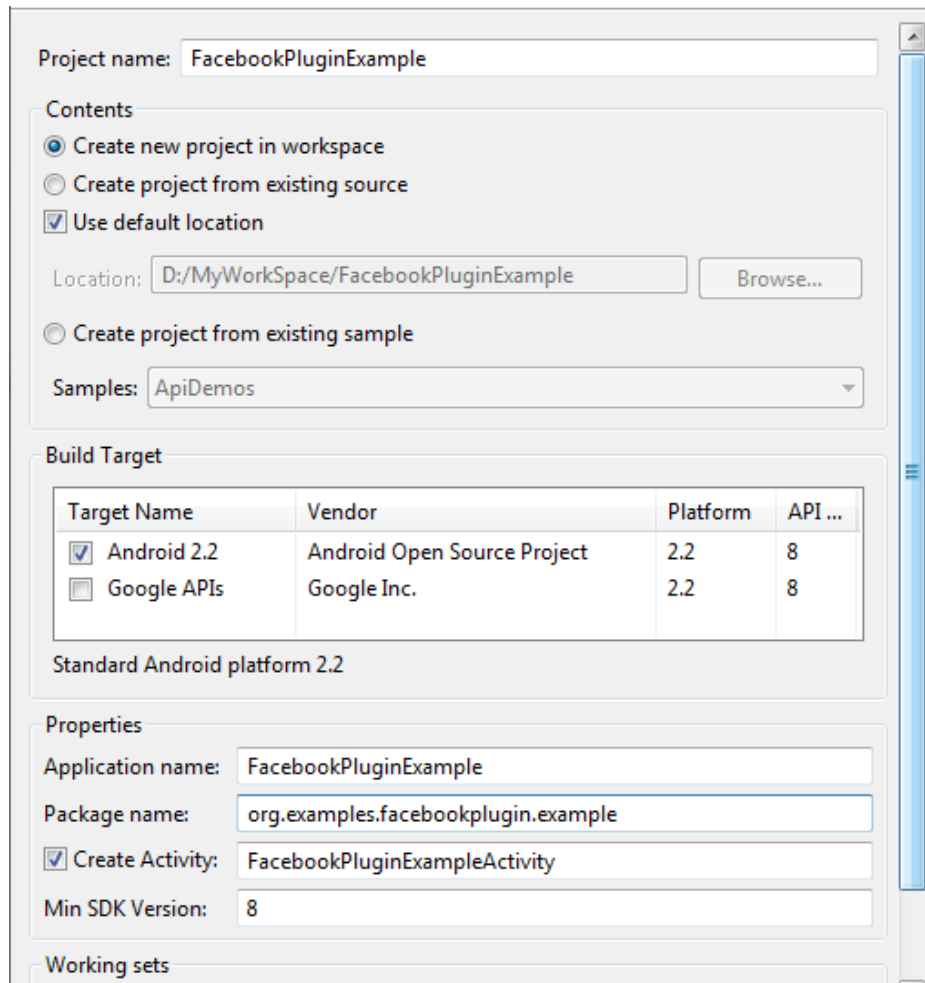 Project name: FacebookPluginExample
Contents
Create new project in workspace
Create project from existing source
Use default location
Location: D:/MyWorkSpace/FacebookPluginExample Browse...
Create project from existing sample
Samples: ApiDemos
Build Target
Target Name Vendor Platform API ...
Android 2.2 Android Open Source Project 2.2 8
Google APIs Google Inc. 2.2 8
Standard Android platform 2.2
Properties
Application name: FacebookPluginExample
Package name: org.examples.facebookplugin.example
Create Activity: FacebookPluginExampleActivity
Min SDK Version: 8
Working sets